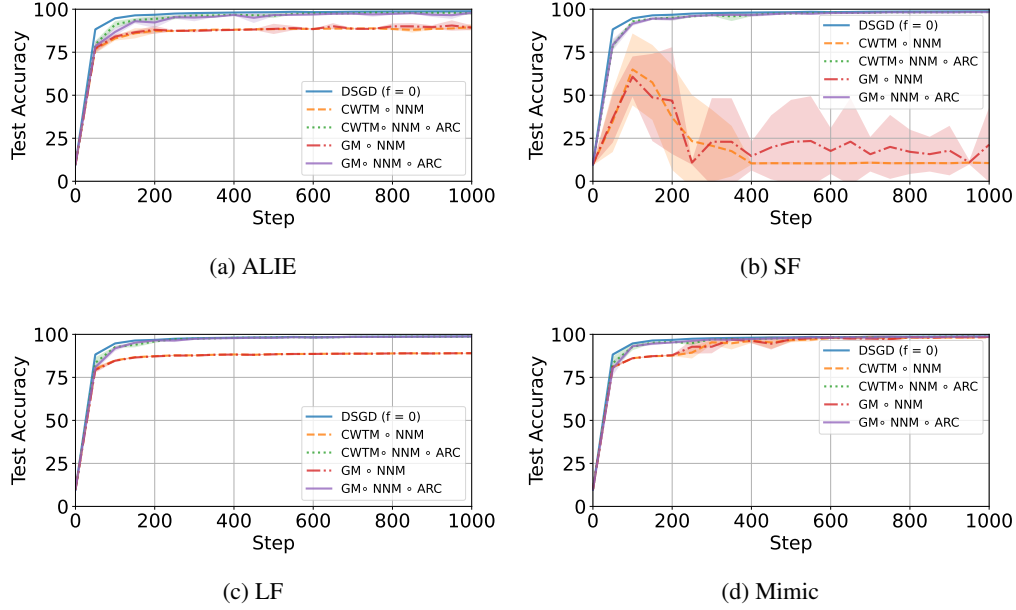 100
75
50
25
0
Test Accuracy
DSGD (f = 0)
CWTM ∘ NNM
CWTM∘ NNM ∘ ARC
GM ∘ NNM
GM∘ NNM ∘ ARC
0 200 400 600 800 1000
Step
(a) ALIE
100
75
50
25
0
Test Accuracy
DSGD (f = 0)
CWTM ∘ NNM
CWTM∘ NNM ∘ ARC
GM ∘ NNM
GM∘ NNM ∘ ARC
0 200 400 600 800 1000
Step
(b) SF
100
75
50
25
0
Test Accuracy
DSGD (f = 0)
CWTM ∘ NNM
CWTM∘ NNM ∘ ARC
GM ∘ NNM
GM∘ NNM ∘ ARC
0 200 400 600 800 1000
Step
(c) LF
100
75
50
25
0
Test Accuracy
DSGD (f = 0)
CWTM ∘ NNM
CWTM∘ NNM ∘ ARC
GM ∘ NNM
GM∘ NNM ∘ ARC
0 200 400 600 800 1000
Step
(d) Mimic